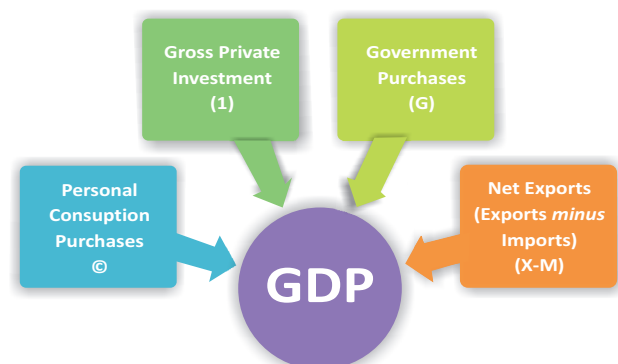 Gross Private
Investment
(1)
Government
Purchases
(G)
Personal
Consuption
Purchases
©
Net Exports
(Exports minus
Imports)
(X-M)
GDP